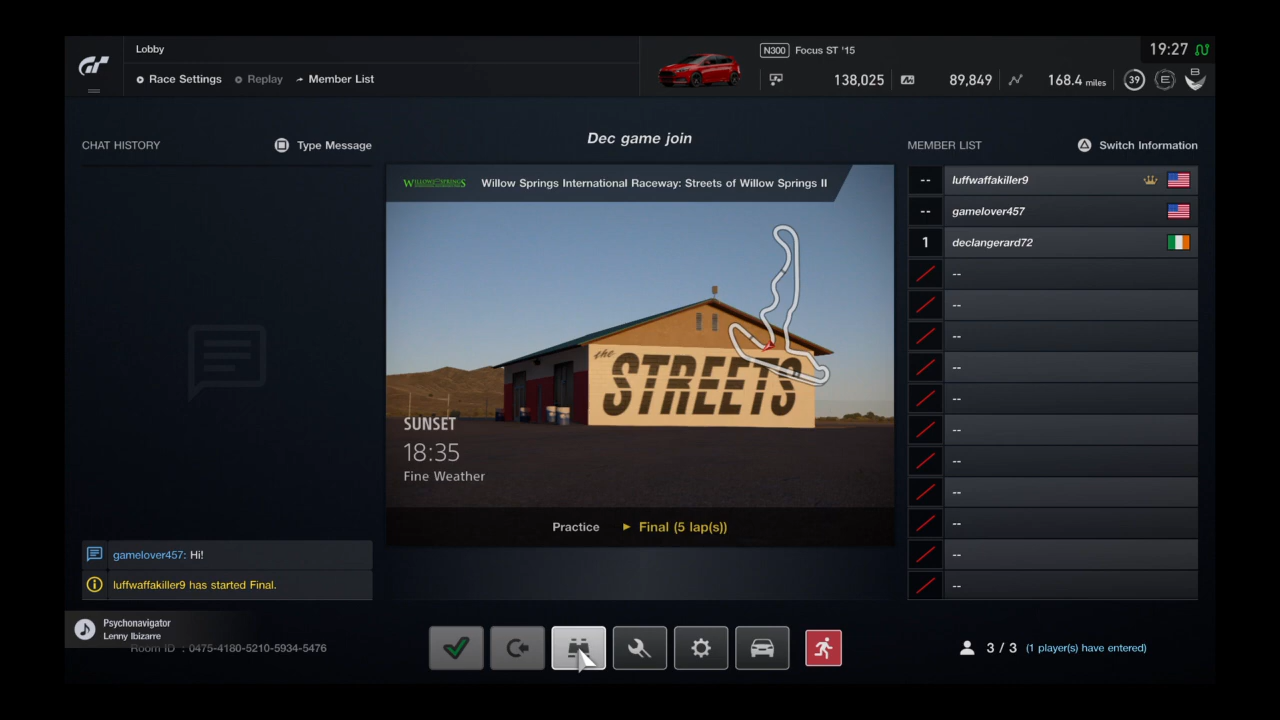 Lobby
Race Settings
Replay
Member List
N300 Focus ST '15
138,025
89,849
168.4 miles
39
E
B
19:27
CHAT HISTORY
Type Message
Dec game join
MEMBER LIST
Switch Information
WILLOW SPRINGS
Willow Springs International Raceway: Streets of Willow Springs II
the
STREETS
SUNSET
18:35
Fine Weather
Practice
Final (5 lap(s))
-- luffwaffakiller9
-- gamelover457
1 declangerard72
--
--
--
--
--
--
--
--
--
--
--
gamelover457: Hi!
luffwaffakiller9 has started Final.
Psychonavigator
Lenny Ibizarre
Room ID : 0475-4180-5210-5934-5476
3 / 3 (1 player(s) have entered)